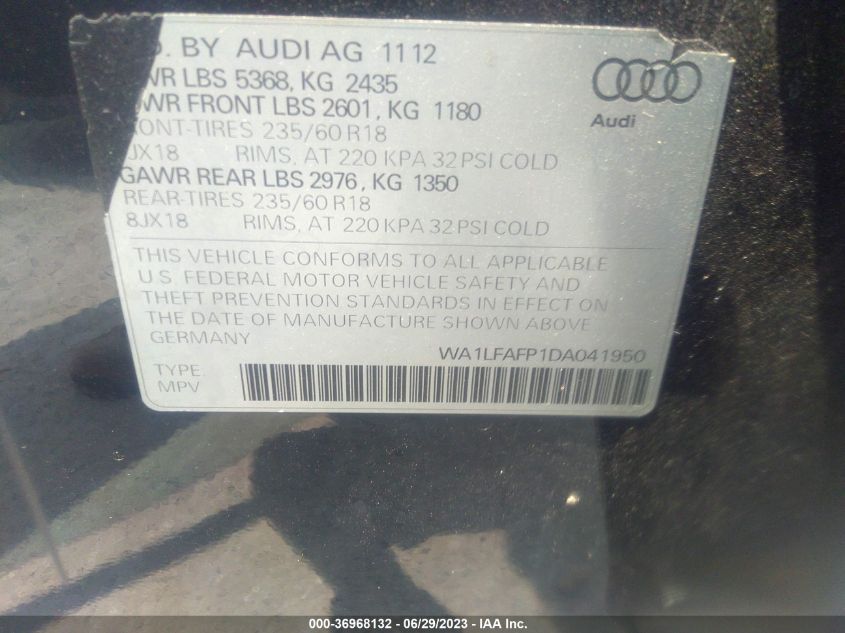 D. BY AUDI AG 11 12
WR LBS 5368, KG 2435
WR FRONT LBS 2601, KG 1180
ONT-TIRES 235/60 R18
JX18 RIMS, AT 220 KPA 32 PSI COLD
GAWR REAR LBS 2976, KG 1350
REAR-TIRES 235/60 R18
8JX18 RIMS, AT 220 KPA 32 PSI COLD
Audi
THIS VEHICLE CONFORMS TO ALL APPLICABLE
U.S. FEDERAL MOTOR VEHICLE SAFETY AND
THEFT PREVENTION STANDARDS IN EFFECT ON
THE DATE OF MANUFACTURE SHOWN ABOVE
GERMANY
WA1LFAFP1DA041950
TYPE:
MPV
000-36968132 - 06/29/2023 - IAA Inc.